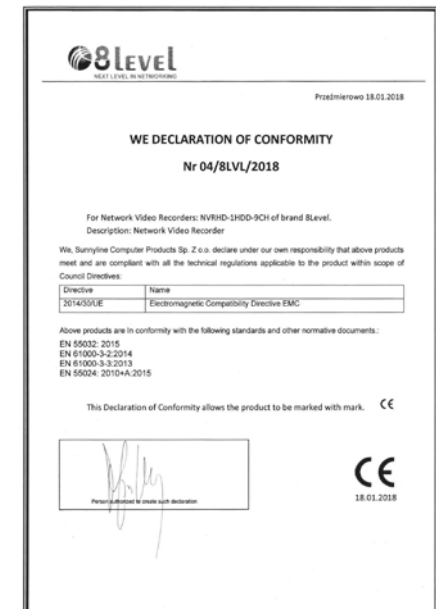 8level
NEXT LEVEL IN NETWORKING
Przeźmierowo 18.01.2018
WE DECLARATION OF CONFORMITY
Nr 04/8LVL/2018
For Network Video Recorders: NVRHD-1HDD-9CH of brand 8Level.
Description: Network Video Recorder
We, Sunnyline Computer Products Sp. Z o.o. declare under our own responsibility that above products
meet and are compliant with all the technical regulations applicable to the product within scope of
Council Directives:
Directive Name
2014/30/UE Electromagnetic Compatibility Directive EMC
Above products are In conformity with the following standards and other normative documents.:
EN 55032: 2015
EN 61000-3-2:2014
EN 61000-3-3:2013
EN 55024: 2010+A:2015
This Declaration of Conformity allows the product to be marked with mark. CE
Person authorized to create such declaration
CE
18.01.2018